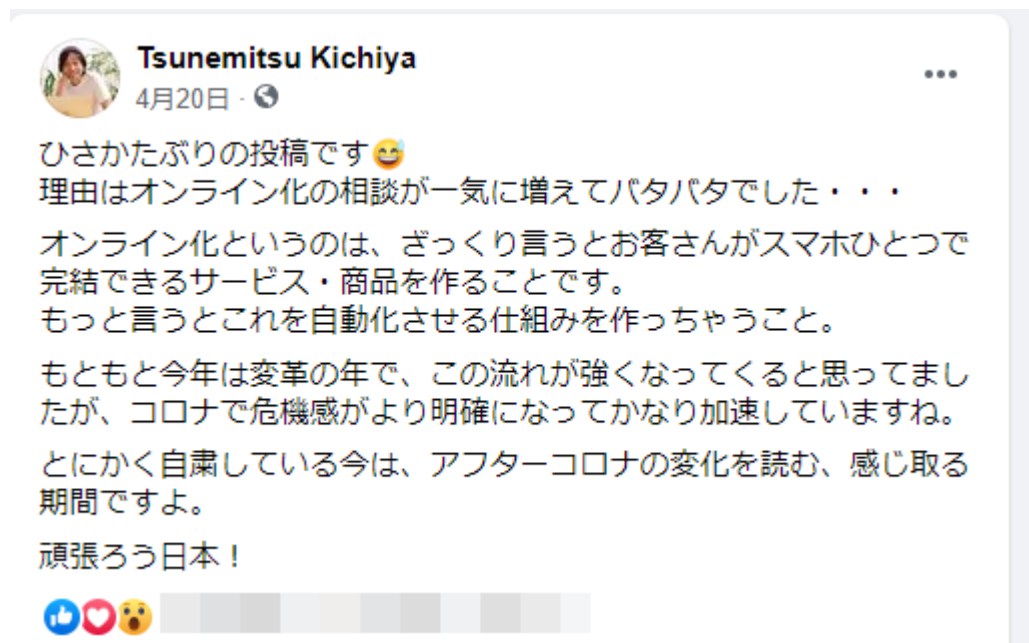 Tsunemitsu Kichiya
4月20日 ·
ひさかたぶりの投稿です😅
理由はオンライン化の相談が一気に増えてバタバタでした・・・
オンライン化というのは、ざっくり言うとお客さんがスマホひとつで
完結できるサービス・商品を作ることです。
もっと言うとこれを自動化させる仕組みを作っちゃうこと。
もともと今年は変革の年で、この流れが強くなってくると思ってまし
たが、コロナで危機感がより明確になってかなり加速していますね。
とにかく自粛している今は、アフターコロナの変化を読む、感じ取る
期間ですよ。
頑張ろう日本！